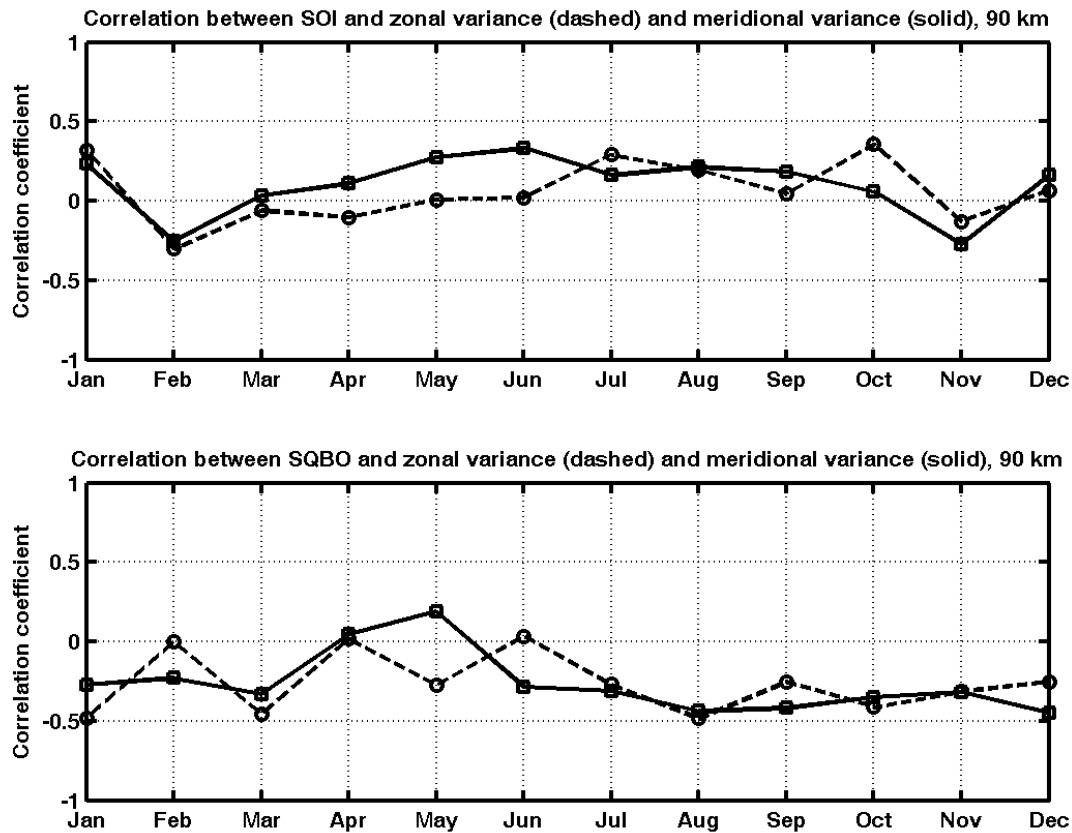 Correlation between SOI and zonal variance (dashed) and meridional variance (solid), 90 km
Correlation coefficient
1
0.5
0
-0.5
-1
Jan Feb Mar Apr May Jun Jul Aug Sep Oct Nov Dec
Correlation between SQBO and zonal variance (dashed) and meridional variance (solid), 90 km
Correlation coefficient
1
0.5
0
-0.5
-1
Jan Feb Mar Apr May Jun Jul Aug Sep Oct Nov Dec